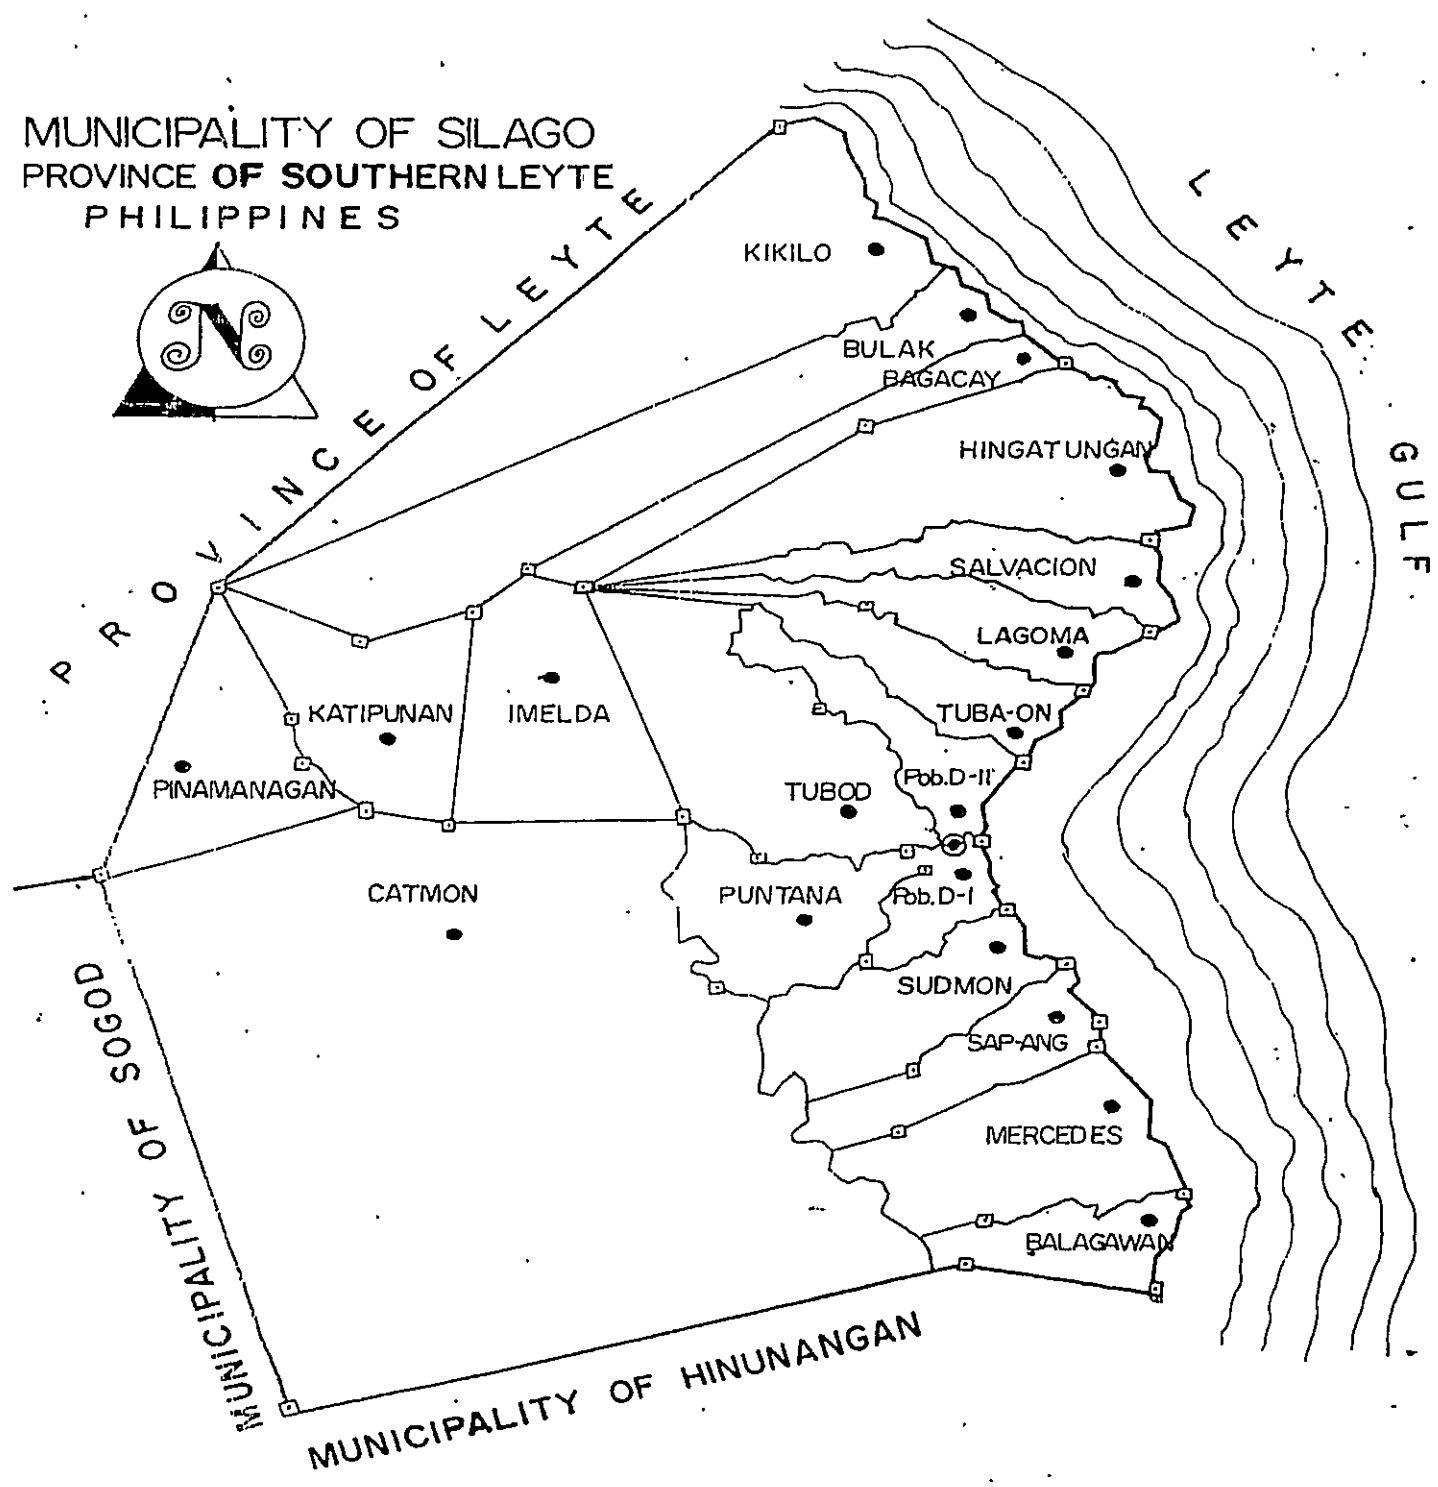 MUNICIPALITY OF SILAGO
PROVINCE OF SOUTHERN LEYTE
PHILIPPINES
N
PROVINCE OF LEYTE
LEYTE GULF
KIKILO
BULAK
BAGACAY
HINGATUNGAN
SALVACION
LAGOMA
TUBA-ON
KATIPUNAN
IMELDA
PINAMANAGAN
TUBOD
Pob.D-II
CATMON
PUNTANA
Pob.D-I
SUDMON
SAP-ANG
MERCEDES
BALAGAWAN
MUNICIPALITY OF SOGOD
MUNICIPALITY OF HINUNANGAN